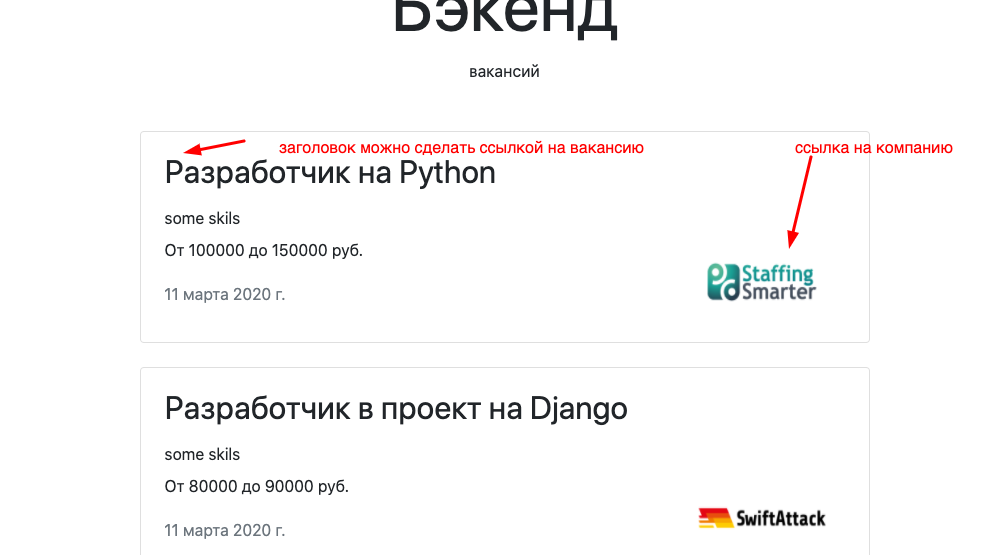 Бэкенд
вакансий
заголовок можно сделать ссылкой на вакансию
ссылка на компанию
Разработчик на Python
some skils
От 100000 до 150000 руб.
Staffing
Smarter
11 марта 2020 г.
Разработчик в проект на Django
some skils
От 80000 до 90000 руб.
SwiftAttack
11 марта 2020 г.